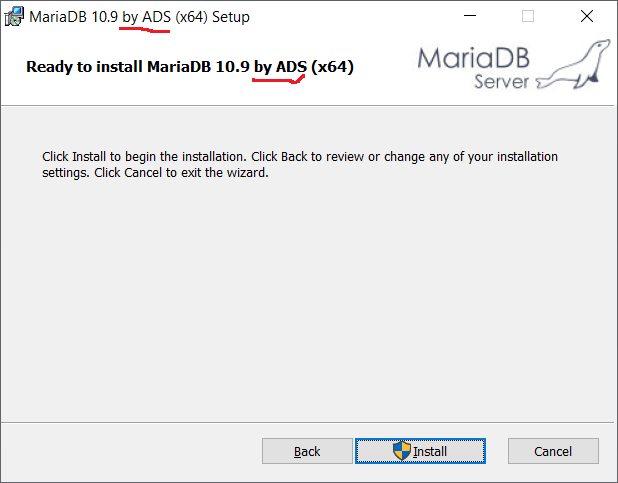 MariaDB 10.9 by ADS (x64) Setup
Ready to install MariaDB 10.9 by ADS (x64)
MariaDB
Server
Click Install to begin the installation. Click Back to review or change any of your installation
settings. Click Cancel to exit the wizard.
Back
Install
Cancel